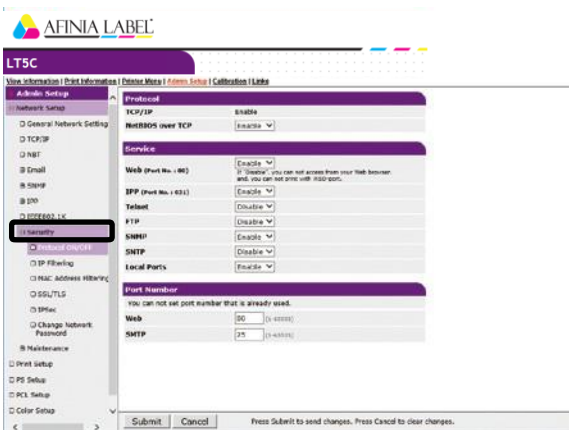 AFINIA LABEL
LT5C
View Information | Print Information | Printer Menu | Admin Setup | Calibration | Links
Admin Setup
Network Setup
General Network Setting
TCP/IP
NBT
Email
SNMP
IPP
IEEE802.1X
Security
Protocol ON/OFF
IP Filtering
MAC Address Filtering
SSL/TLS
IPSec
Change Network
Password
Maintenance
Print Setup
PS Setup
PCL Setup
Color Setup
Protocol
TCP/IP Enable
NetBIOS over TCP Enable
Service
Web (Port No. : 80) Enable
If "Disable", you can not access from your Web browser.
and, you can not print with WSD-port.
IPP (Port No. : 631) Enable
Telnet Disable
FTP Disable
SNMP Enable
SNTP Disable
Local Ports Enable
Port Number
You can not set port number that is already used.
Web 80
SMTP 25
Submit Cancel Press Submit to send changes. Press Cancel to clear changes.